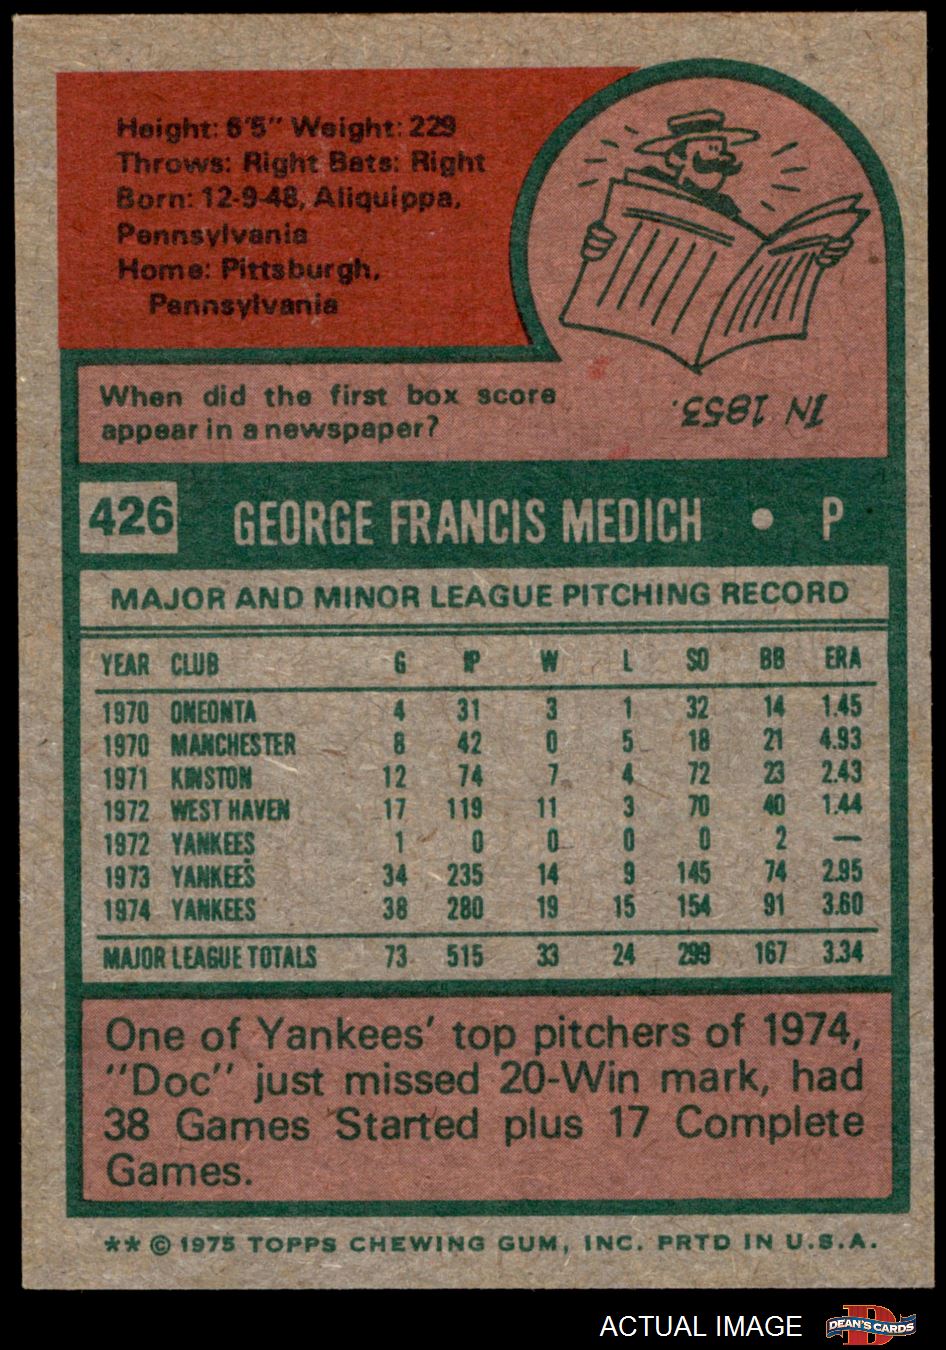 Height: 6'5" Weight: 229
Throws: Right Bats: Right
Born: 12-9-48, Aliquippa,
Pennsylvania
Home: Pittsburgh,
Pennsylvania
When did the first box score
appear in a newspaper?
IN 1853.
426 GEORGE FRANCIS MEDICH • P
MAJOR AND MINOR LEAGUE PITCHING RECORD
YEAR CLUB G IP W L SO BB ERA
1970 ONEONTA 4 31 3 1 32 14 1.45
1970 MANCHESTER 8 42 0 5 18 21 4.93
1971 KINSTON 12 74 7 4 72 23 2.43
1972 WEST HAVEN 17 119 11 3 70 40 1.44
1972 YANKEES 1 0 0 0 0 2 —
1973 YANKEES 34 235 14 9 145 74 2.95
1974 YANKEES 38 280 19 15 154 91 3.60
MAJOR LEAGUE TOTALS 73 515 33 24 299 167 3.34
One of Yankees' top pitchers of 1974,
"Doc" just missed 20-Win mark, had
38 Games Started plus 17 Complete
Games.
** © 1975 TOPPS CHEWING GUM, INC. PRTD IN U.S.A.
ACTUAL IMAGE
D
DEAN'S CARDS